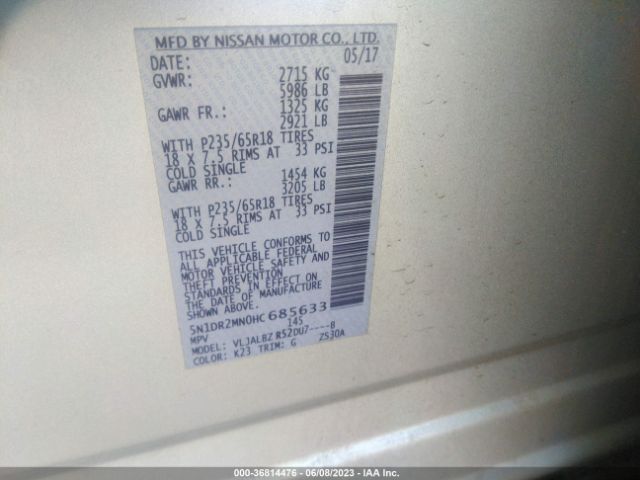 MFD BY NISSAN MOTOR CO., LTD.
DATE: 05/17
GVWR: 2715 KG
5986 LB
GAWR FR.: 1325 KG
2921 LB
WITH P235/65R18 TIRES
18 X 7.5 RIMS AT 33 PSI
COLD SINGLE
GAWR RR.: 1454 KG
3205 LB
WITH P235/65R18 TIRES
18 X 7.5 RIMS AT 33 PSI
COLD SINGLE
THIS VEHICLE CONFORMS TO
ALL APPLICABLE FEDERAL
MOTOR VEHICLE SAFETY AND
THEFT PREVENTION
STANDARDS IN EFFECT ON
THE DATE OF MANUFACTURE
SHOWN ABOVE.
5N1DR2MN0HC685633
MPV 145
MODEL: VLJALBZ R52DU7----B
COLOR: K23 TRIM: G ZS30A
000-36814476 - 06/08/2023 - IAA Inc.